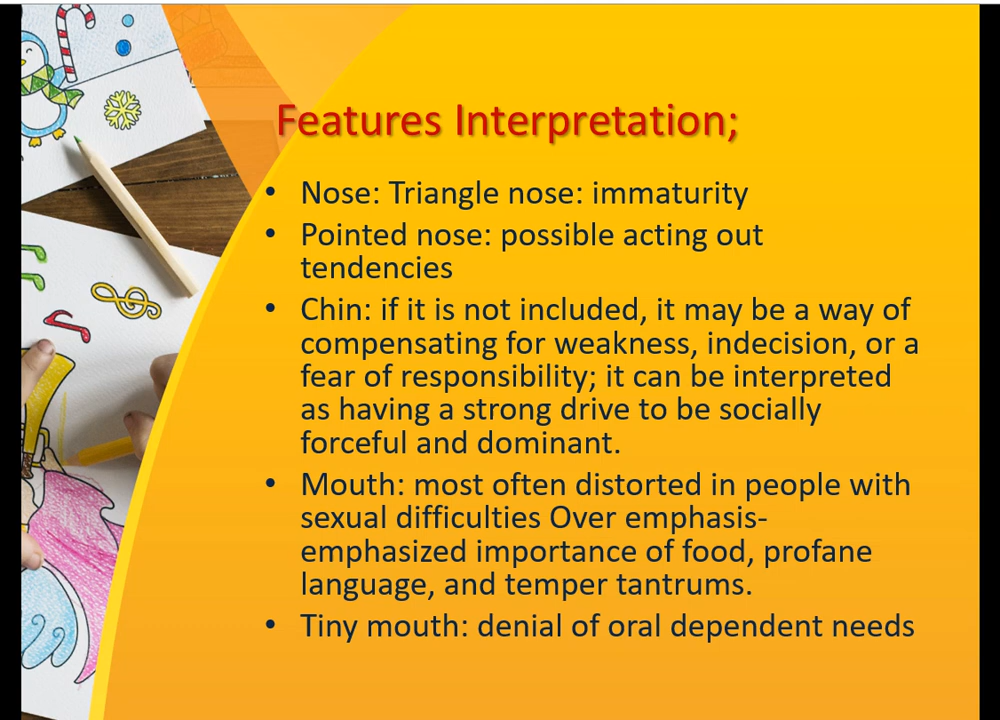 Features Interpretation;
• Nose: Triangle nose: immaturity
• Pointed nose: possible acting out
tendencies
• Chin: if it is not included, it may be a way of
compensating for weakness, indecision, or a
fear of responsibility; it can be interpreted
as having a strong drive to be socially
forceful and dominant.
• Mouth: most often distorted in people with
sexual difficulties Over emphasis-
emphasized importance of food, profane
language, and temper tantrums.
• Tiny mouth: denial of oral dependent needs